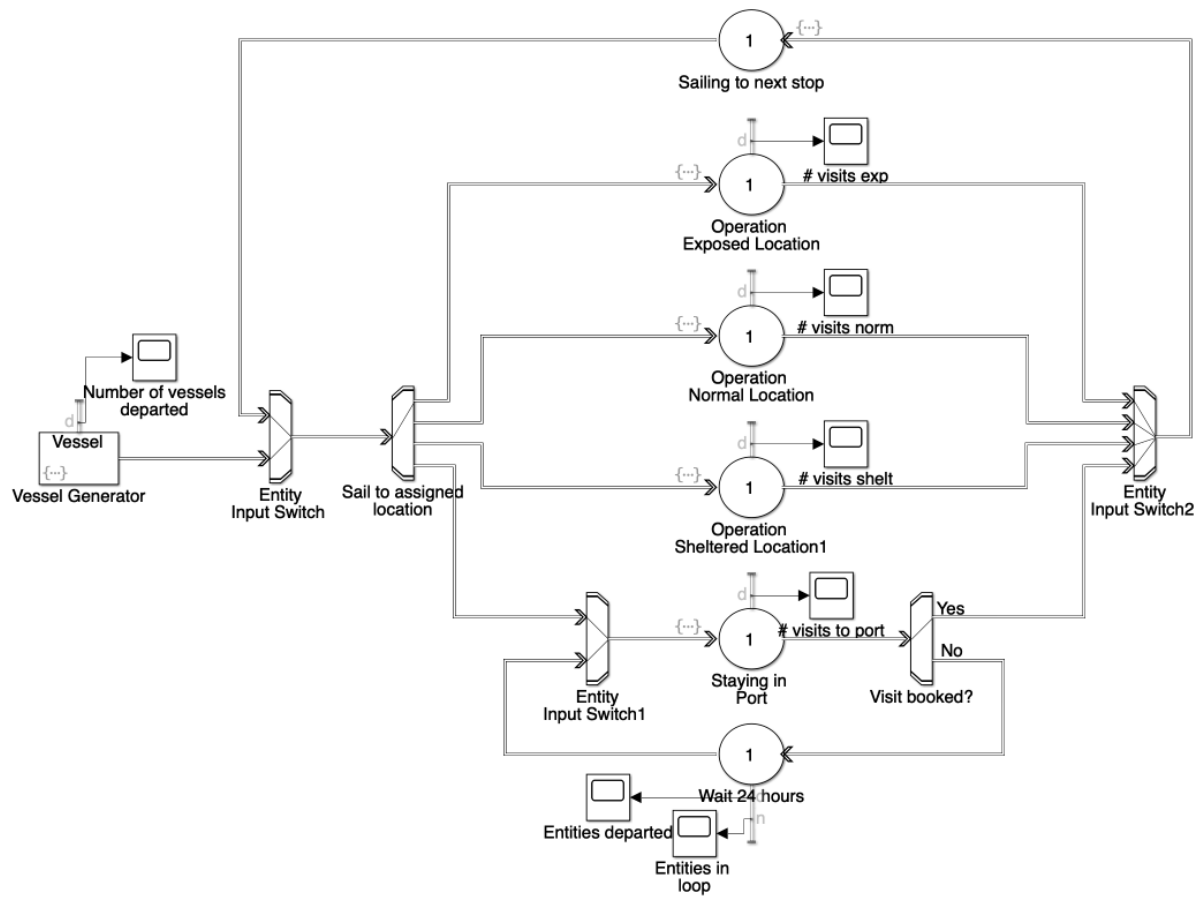 {...}
1
Sailing to next stop
d
{...}
1
# visits exp
Operation
Exposed Location
d
{...}
1
# visits norm
Operation
Normal Location
Number of vessels
departed
d
Vessel
{...}
Vessel Generator
Entity
Input Switch
Sail to assigned
location
d
{...}
1
# visits shelt
Operation
Sheltered Location1
Entity
Input Switch2
d
{...}
1
# visits to port
Staying in
Port
Yes
No
Visit booked?
Entity
Input Switch1
1
Wait 24 hours
d
n
Entities departed
Entities in
loop